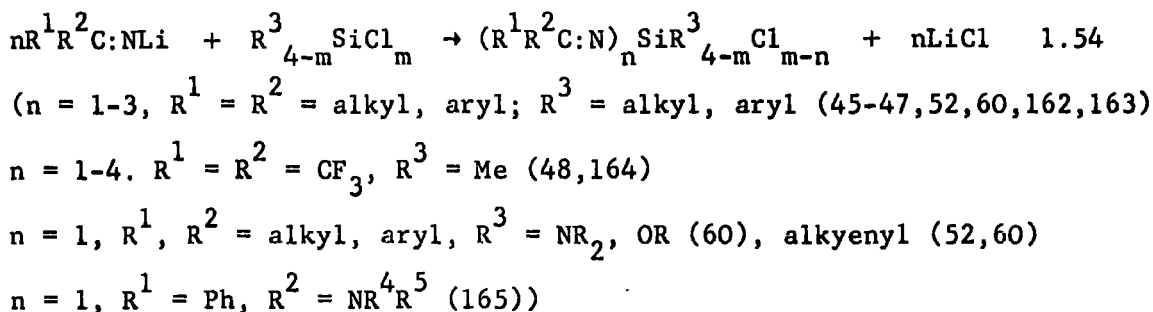 nR¹R²C:NLi + R³₄₋ₘSiClₘ → (R¹R²C:N)ₙSiR³₄₋ₘClₘ₋ₙ + nLiCl 1.54
(n = 1-3, R¹ = R² = alkyl, aryl; R³ = alkyl, aryl (45-47,52,60,162,163)
n = 1-4. R¹ = R² = CF₃, R³ = Me (48,164)
n = 1, R¹, R² = alkyl, aryl, R³ = NR₂, OR (60), alkyenyl (52,60)
n = 1, R¹ = Ph, R² = NR⁴R⁵ (165))